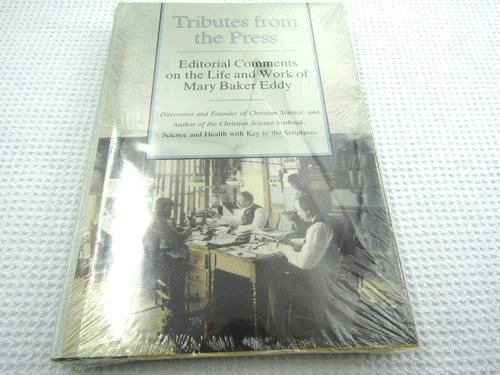 Tributes from
the Press
Editorial Comments
on the Life and Work of
Mary Baker Eddy
Discoverer and Founder of Christian Science, and
Author of the Christian Science textbook,
Science and Health with Key to the Scriptures